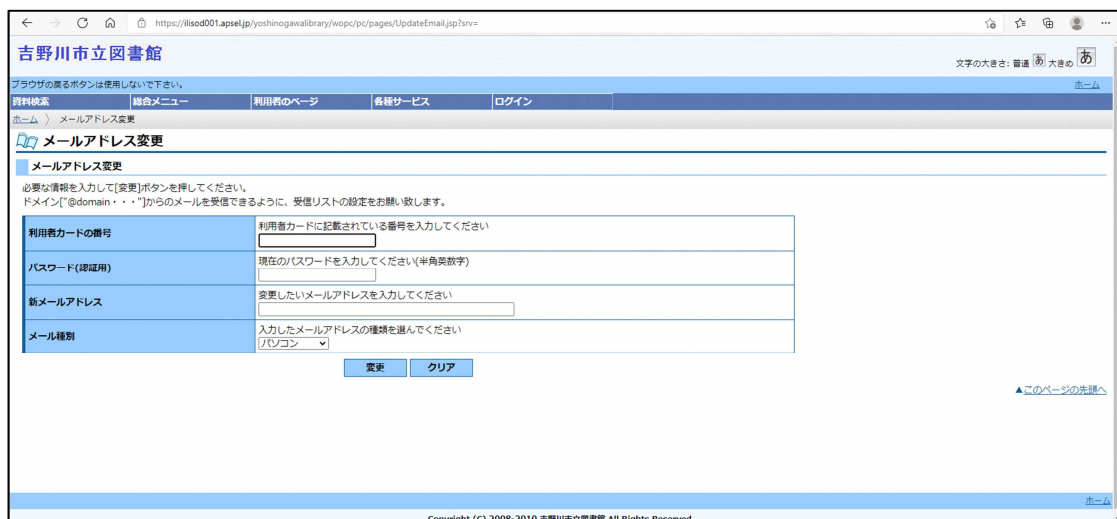 https://ilisod001.apsel.jp/yoshinogawalibrary/wopc/pc/pages/UpdateEmail.jsp?srv=
吉野川市立図書館
文字の大きさ: 普通 あ 大きめ あ
ブラウザの戻るボタンは使用しないで下さい。 ホーム
資料検索 総合メニュー 利用者のページ 各種サービス ログイン
ホーム 〉 メールアドレス変更
メールアドレス変更
メールアドレス変更
必要な情報を入力して[変更]ボタンを押してください。
ドメイン["@domain・・・"]からのメールを受信できるように、受信リストの設定をお願い致します。
利用者カードの番号 利用者カードに記載されている番号を入力してください
パスワード(認証用) 現在のパスワードを入力してください(半角英数字)
新メールアドレス 変更したいメールアドレスを入力してください
メール種別 入力したメールアドレスの種類を選んでください
パソコン
変更 クリア
▲このページの先頭へ
ホーム
Copyright (C) 2008-2010 吉野川市立図書館 All Rights Reserved.